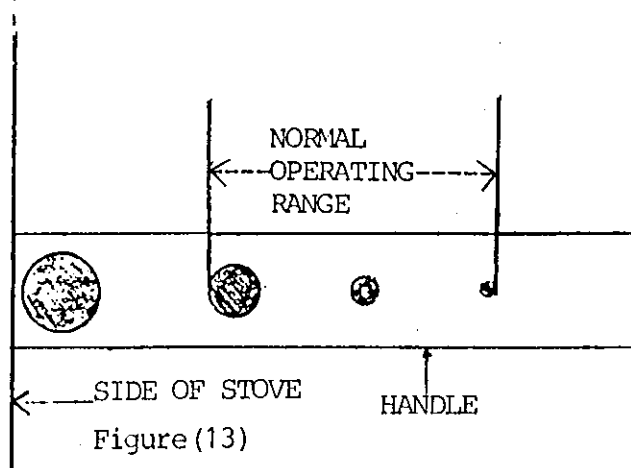 NORMAL
OPERATING
RANGE
SIDE OF STOVE
HANDLE
Figure(13)